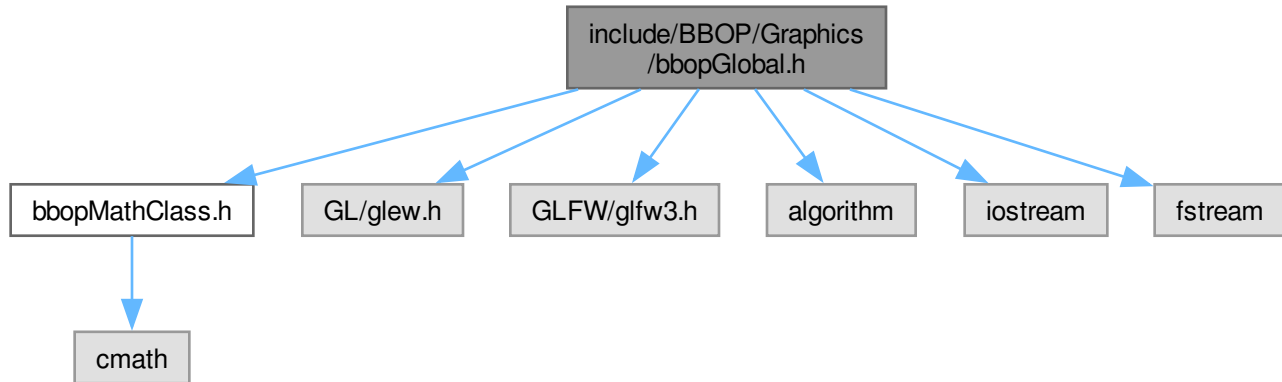 include/BBOP/Graphics
/bbopGlobal.h
bbopMathClass.h
GL/glew.h
GLFW/glfw3.h
algorithm
iostream
fstream
cmath